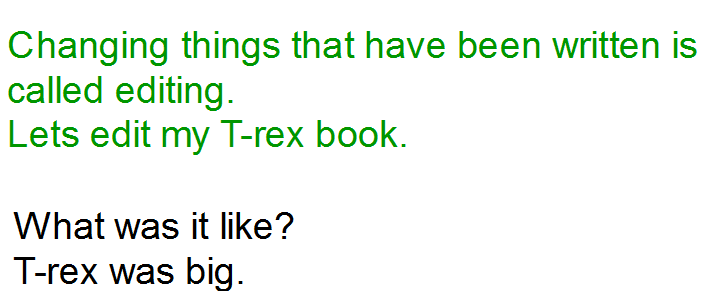 Changing things that have been written is
called editing.
Lets edit my T-rex book.
What was it like?
T-rex was big.